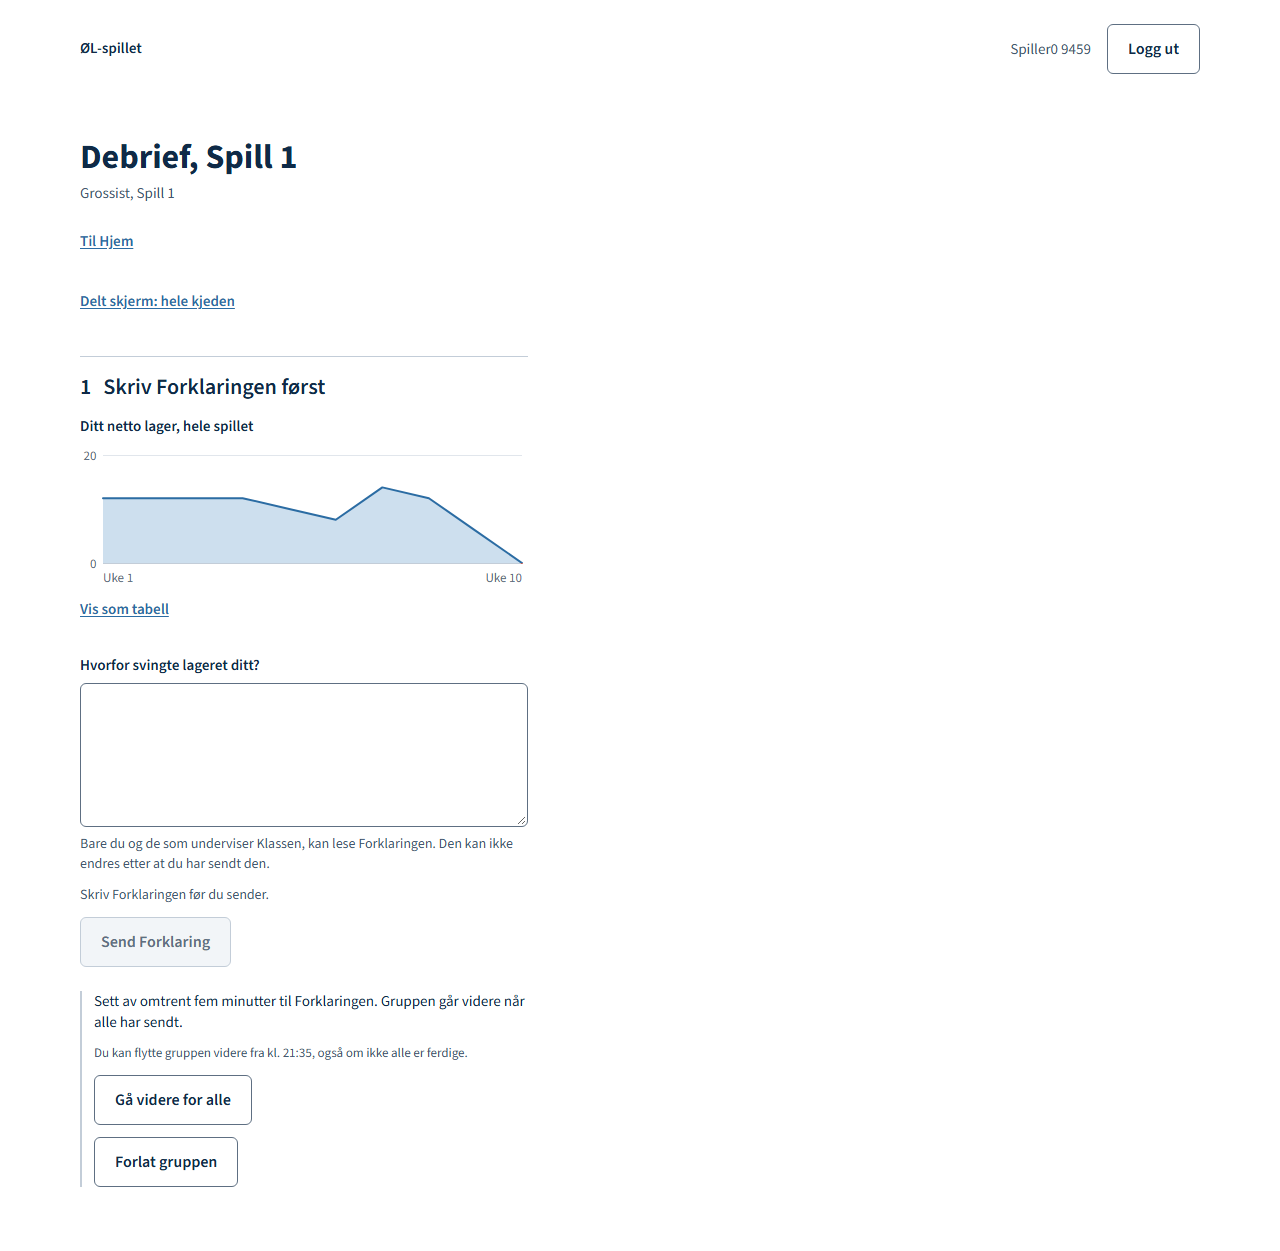 ØL-spillet
Spiller0 9459
Logg ut
Debrief, Spill 1
Grossist, Spill 1
Til Hjem
Delt skjerm: hele kjeden
1 Skriv Forklaringen først
Ditt netto lager, hele spillet
20
0
Uke 1
Uke 10
Vis som tabell
Hvorfor svingte lageret ditt?
Bare du og de som underviser Klassen, kan lese Forklaringen. Den kan ikke
endres etter at du har sendt den.
Skriv Forklaringen før du sender.
Send Forklaring
Sett av omtrent fem minutter til Forklaringen. Gruppen går videre når
alle har sendt.
Du kan flytte gruppen videre fra kl. 21:35, også om ikke alle er ferdige.
Gå videre for alle
Forlat gruppen